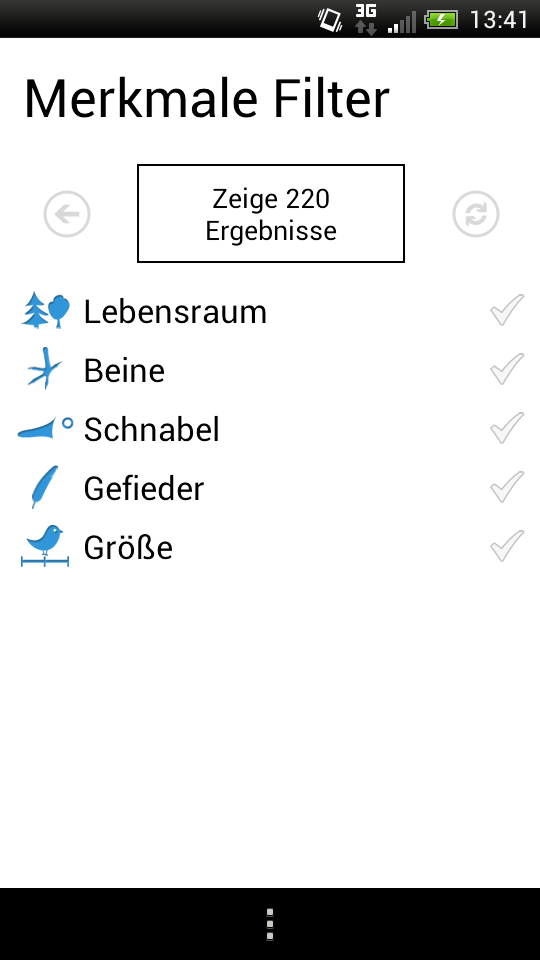 3G
13:41
Merkmale Filter
Zeige 220
Ergebnisse
Lebensraum
Beine
Schnabel
Gefieder
Größe